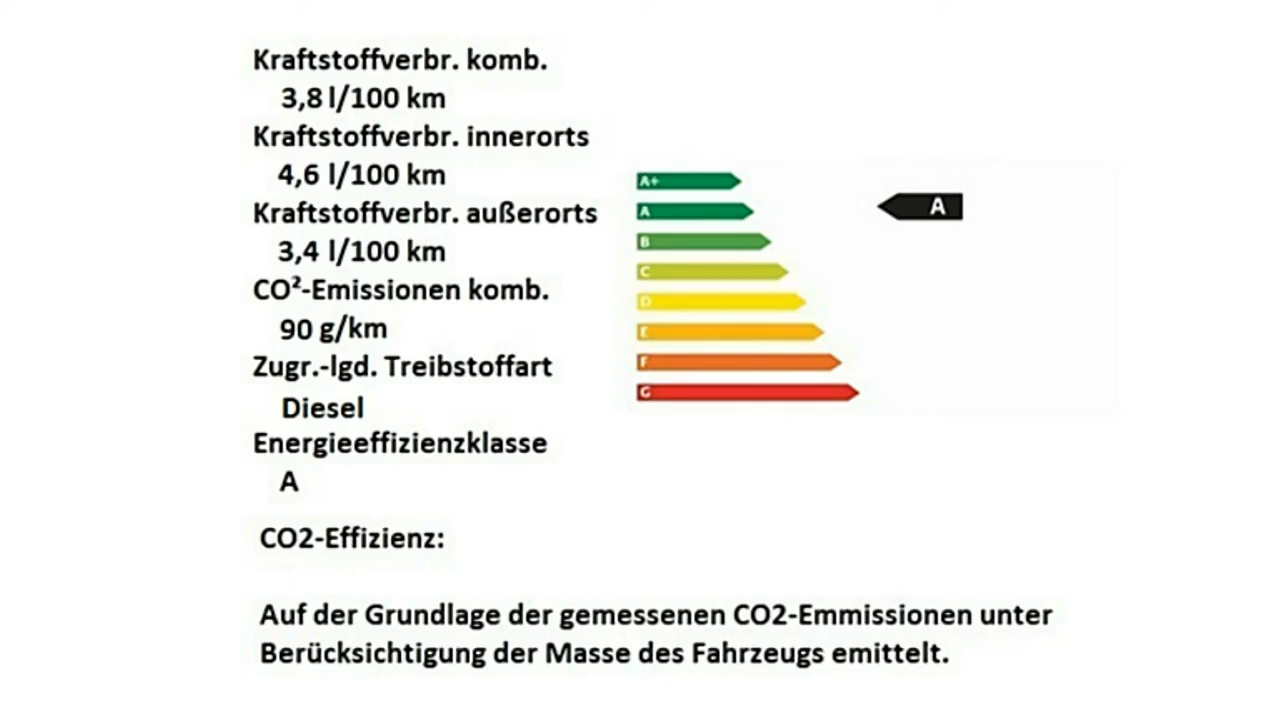 Kraftstoffverbr. komb.
3,8 l/100 km
Kraftstoffverbr. innerorts
4,6 l/100 km
Kraftstoffverbr. außerorts
3,4 l/100 km
CO²-Emissionen komb.
90 g/km
Zugr.-lgd. Treibstoffart
Diesel
Energieeffizienzklasse
A
A+
A
B
C
D
E
F
G
A
CO2-Effizienz:
Auf der Grundlage der gemessenen CO2-Emmissionen unter
Berücksichtigung der Masse des Fahrzeugs emittelt.